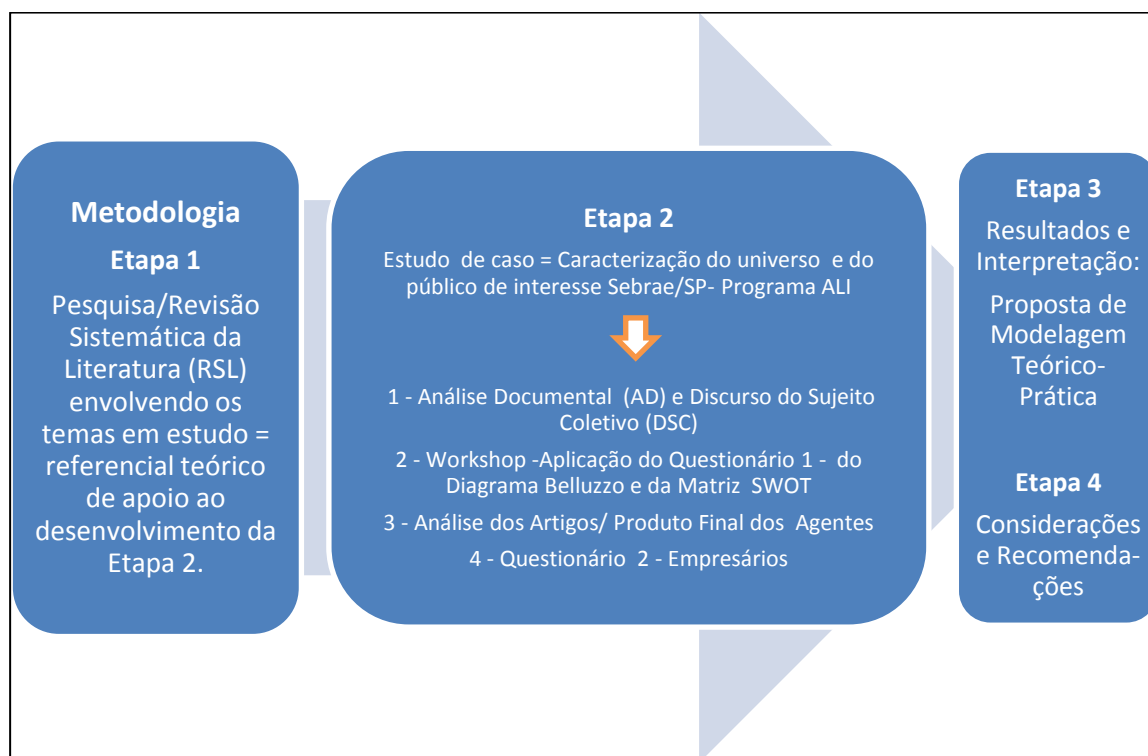 Metodologia
Etapa 1
Pesquisa/Revisão
Sistemática da
Literatura (RSL)
envolvendo os
temas em estudo =
referencial teórico
de apoio ao
desenvolvimento da
Etapa 2.
Etapa 2
Estudo de caso = Caracterização do universo e do
público de interesse Sebrae/SP- Programa ALI
1 - Análise Documental (AD) e Discurso do Sujeito
Coletivo (DSC)
2 - Workshop -Aplicação do Questionário 1 - do
Diagrama Belluzzo e da Matriz SWOT
3 - Análise dos Artigos/ Produto Final dos Agentes
4 - Questionário 2 - Empresários
Etapa 3
Resultados e
Interpretação:
Proposta de
Modelagem
Teórico-
Prática
Etapa 4
Considerações
e Recomenda-
ções